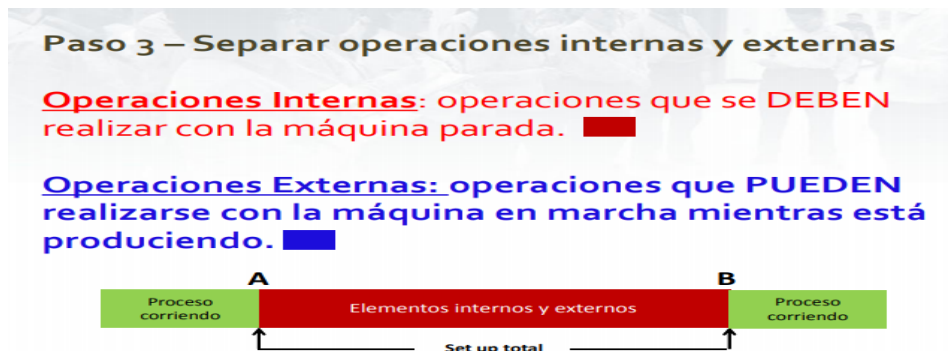 Paso 3 – Separar operaciones internas y externas
Operaciones Internas: operaciones que se DEBEN
realizar con la máquina parada.
Operaciones Externas: operaciones que PUEDEN
realizarse con la máquina en marcha mientras está
produciendo.
A B
Proceso
corriendo
Elementos internos y externos
Proceso
corriendo
Set up total